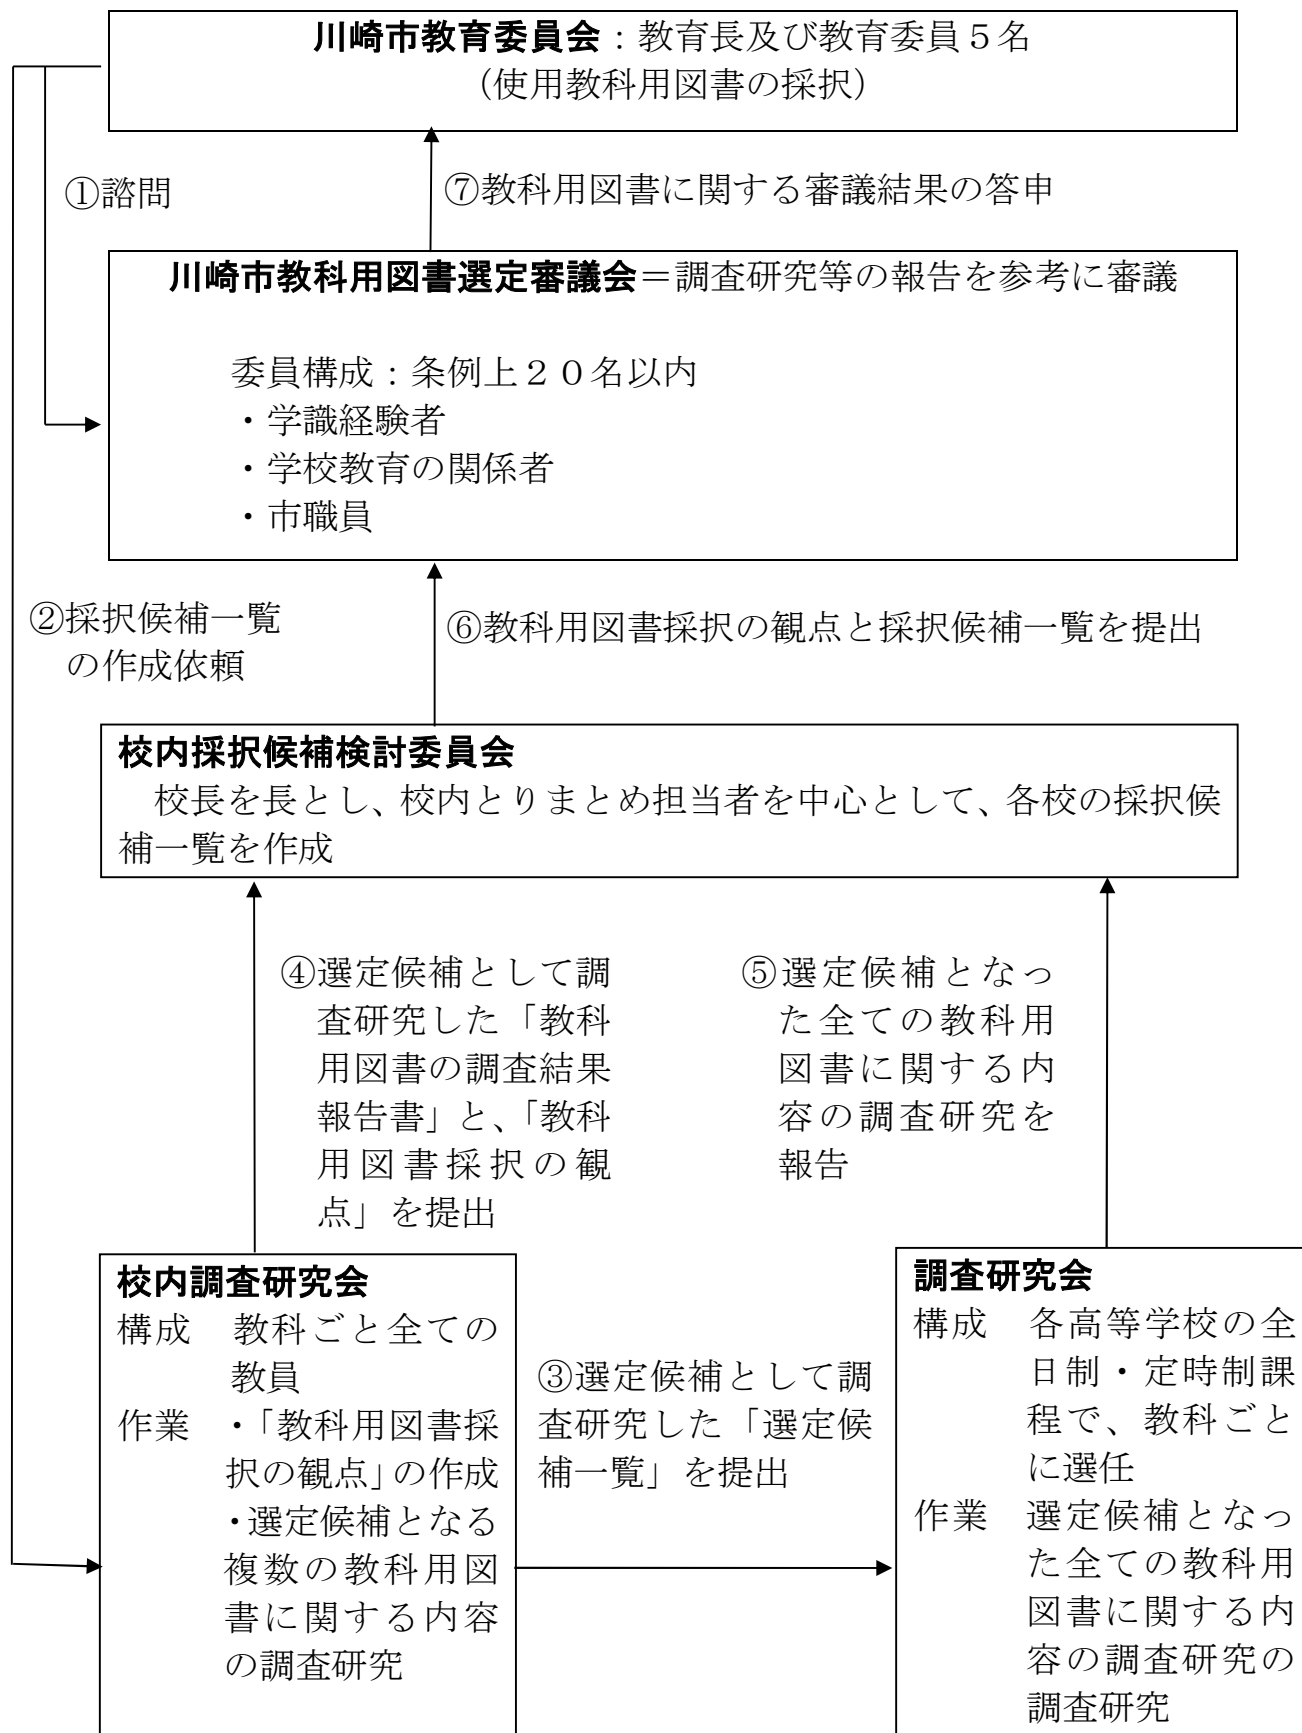 川崎市教育委員会：教育長及び教育委員５名
（使用教科用図書の採択）
①諮問
⑦教科用図書に関する審議結果の答申
川崎市教科用図書選定審議会＝調査研究等の報告を参考に審議
委員構成：条例上２０名以内
・学識経験者
・学校教育の関係者
・市職員
②採択候補一覧
の作成依頼
⑥教科用図書採択の観点と採択候補一覧を提出
校内採択候補検討委員会
校長を長とし、校内とりまとめ担当者を中心として、各校の採択候
補一覧を作成
④選定候補として調
査研究した「教科
用図書の調査結果
報告書」と、「教科
用図書採択の観
点」を提出
⑤選定候補となっ
た全ての教科用
図書に関する内
容の調査研究を
報告
校内調査研究会
構成　教科ごと全ての
教員
作業　・「教科用図書採
択の観点」の作成
・選定候補となる
複数の教科用図
書に関する内容
の調査研究
③選定候補として調
査研究した「選定候
補一覧」を提出
調査研究会
構成　各高等学校の全
日制・定時制課
程で、教科ごと
に選任
作業　選定候補となっ
た全ての教科用
図書に関する内
容の調査研究の
調査研究